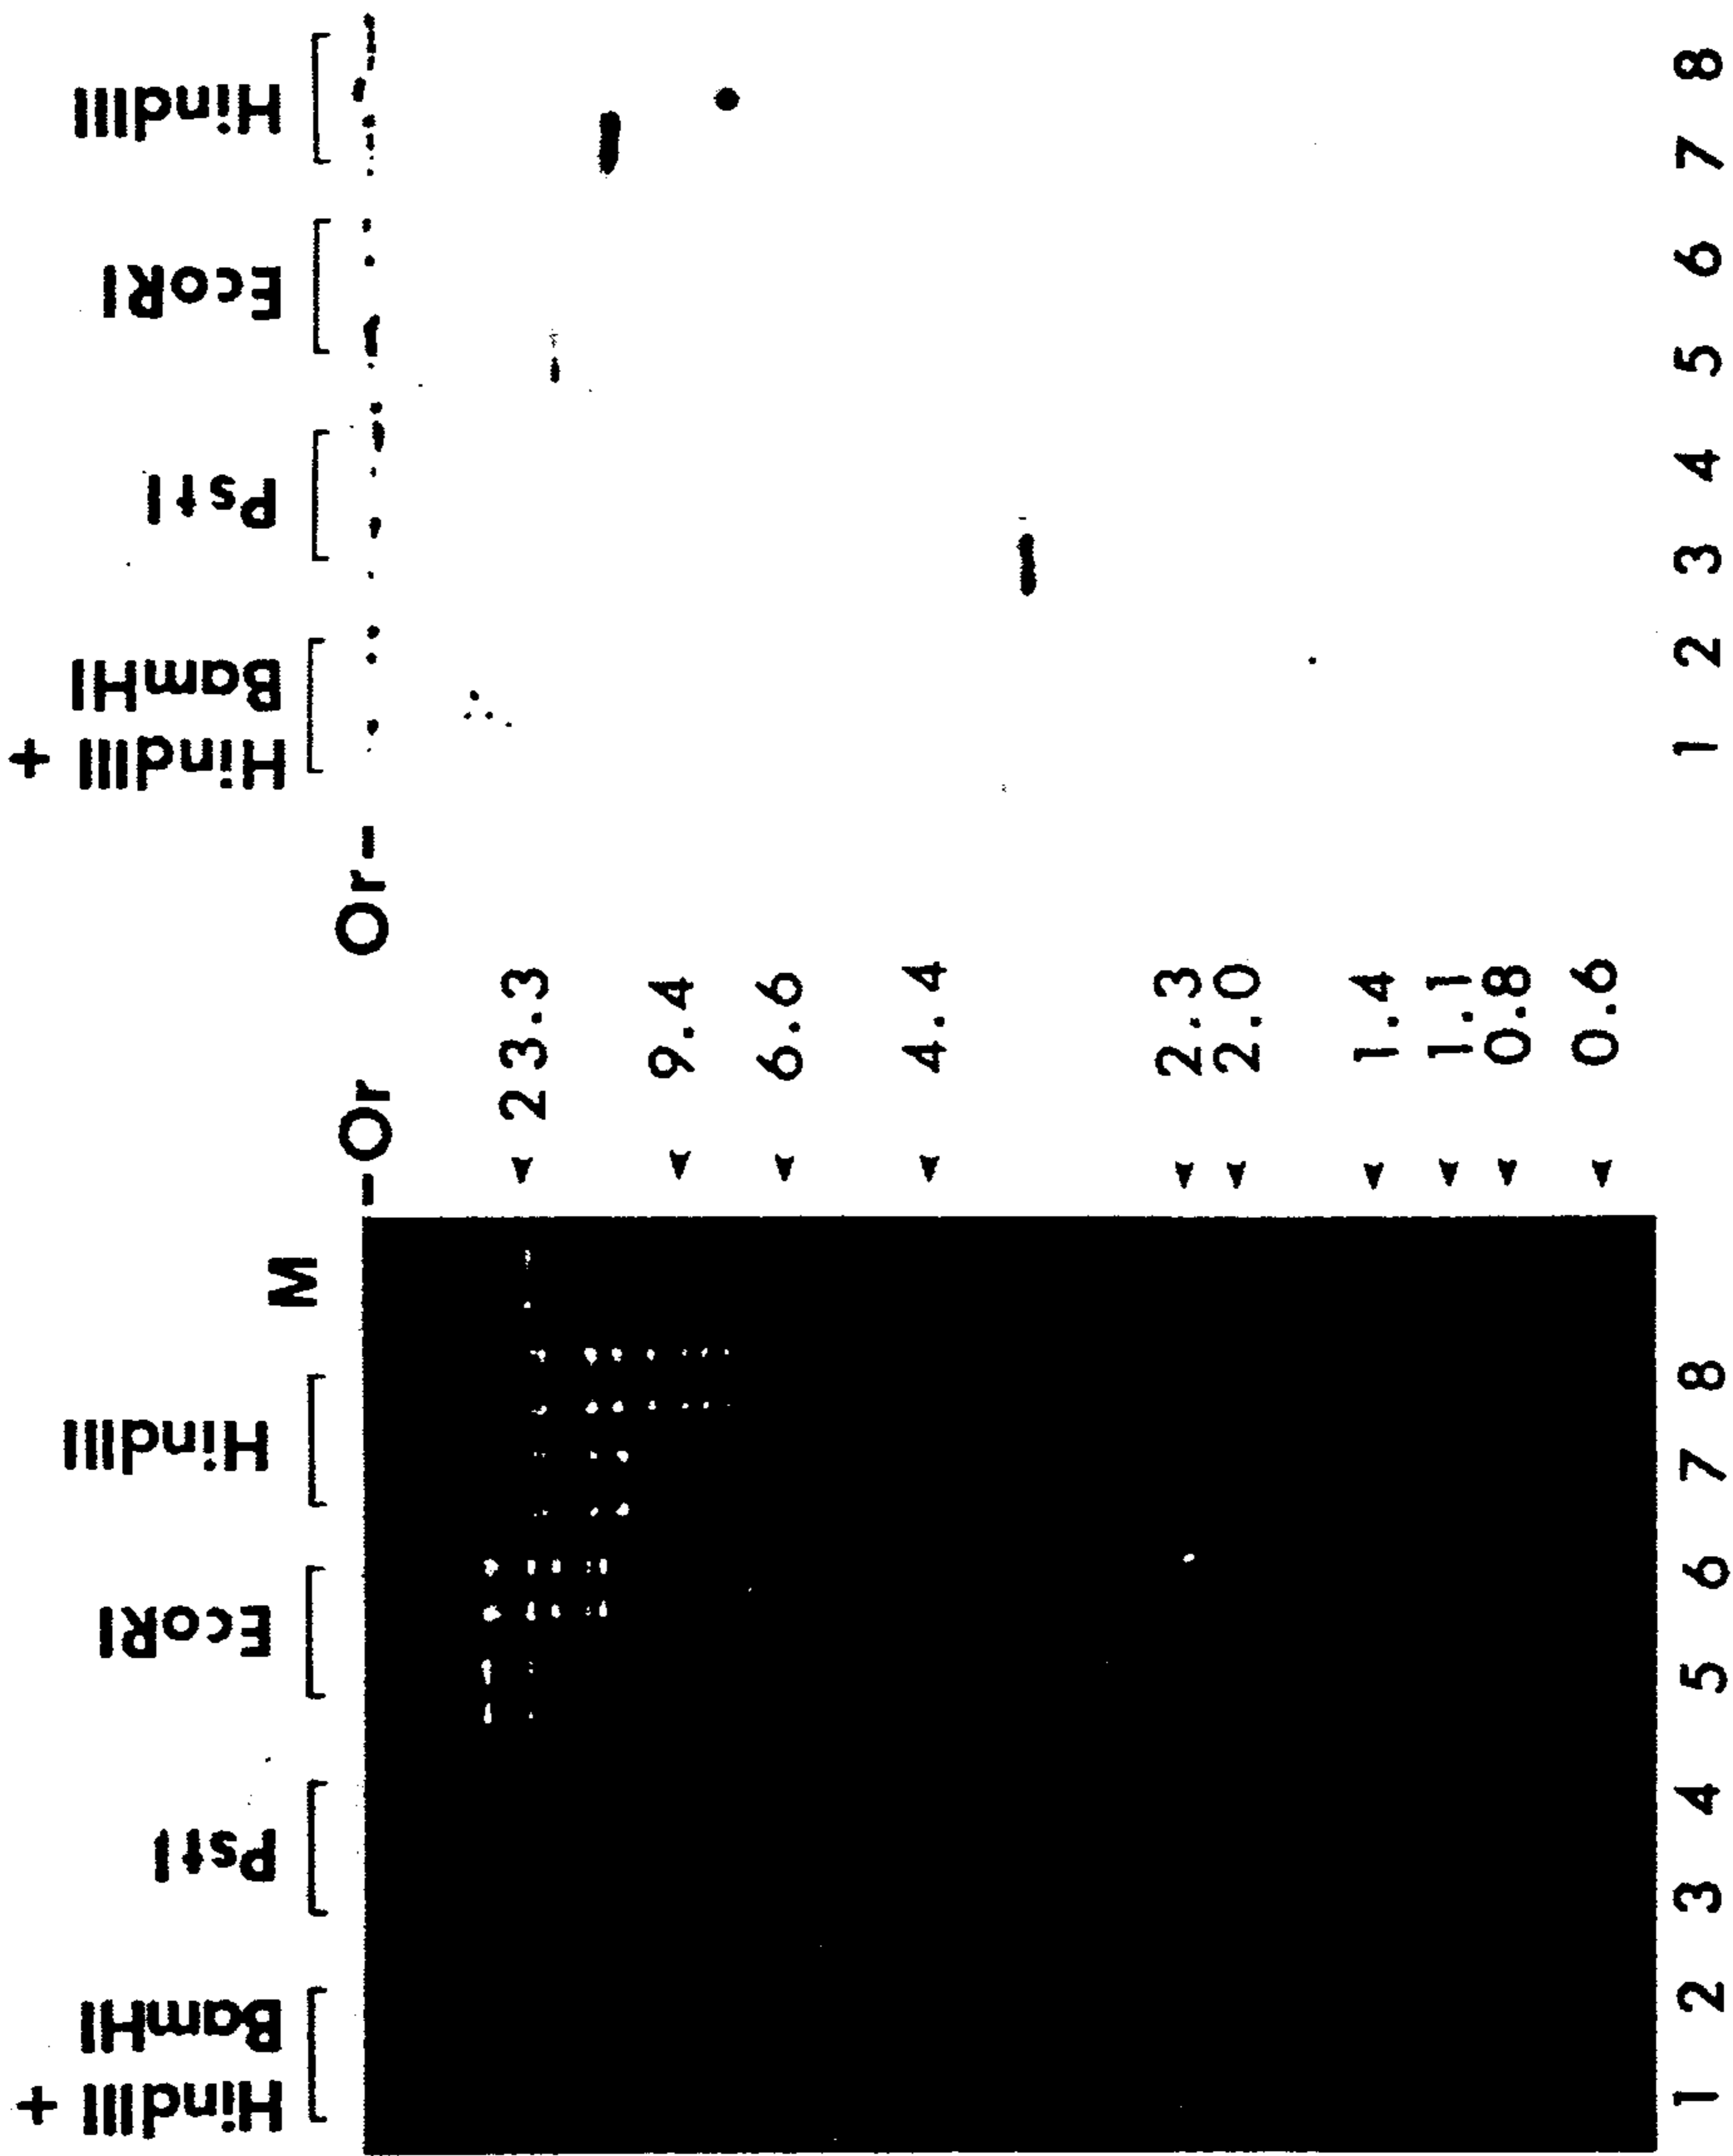 HindIII +
BamHI
PstI
EcoRI
HindIII
M
-Or
23.3
9.4
6.6
4.4
2.3
2.0
1.4
1.1
0.8
0.6
1 2 3 4 5 6 7 8
HindIII +
BamHI
PstI
EcoRI
HindIII
Or-
1 2 3 4 5 6 7 8